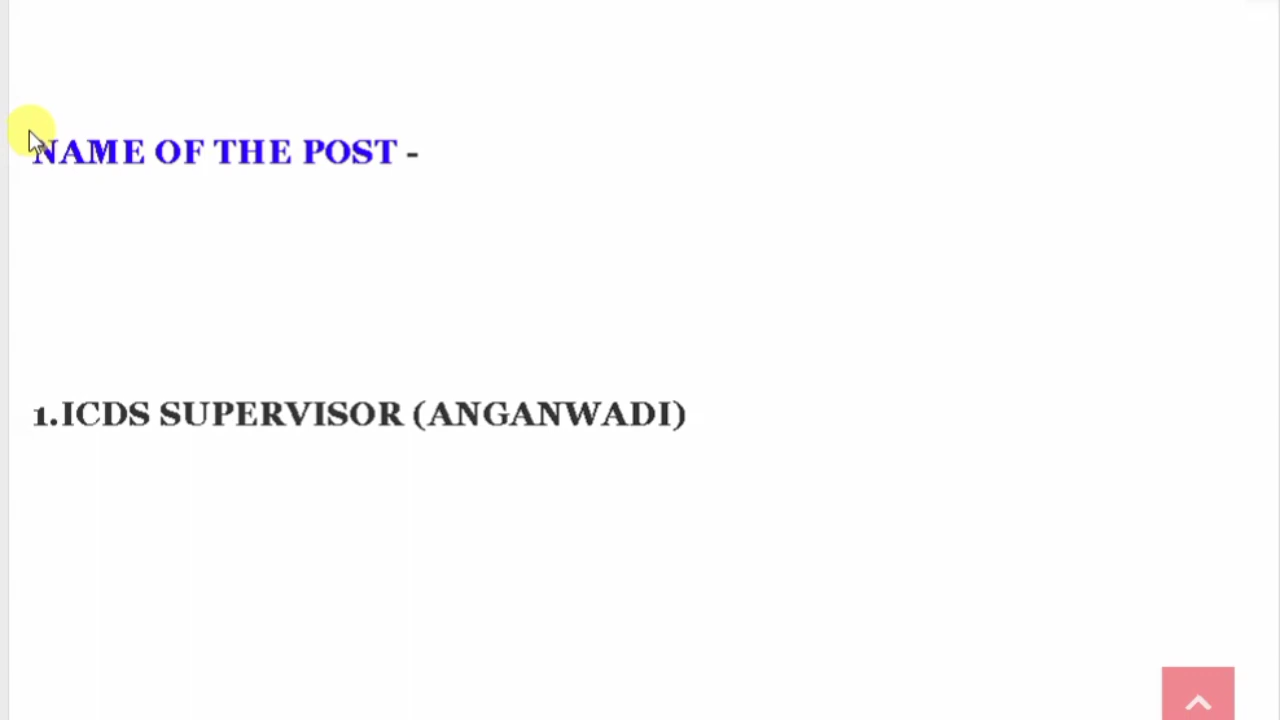 NAME OF THE POST -
1.ICDS SUPERVISOR (ANGANWADI)